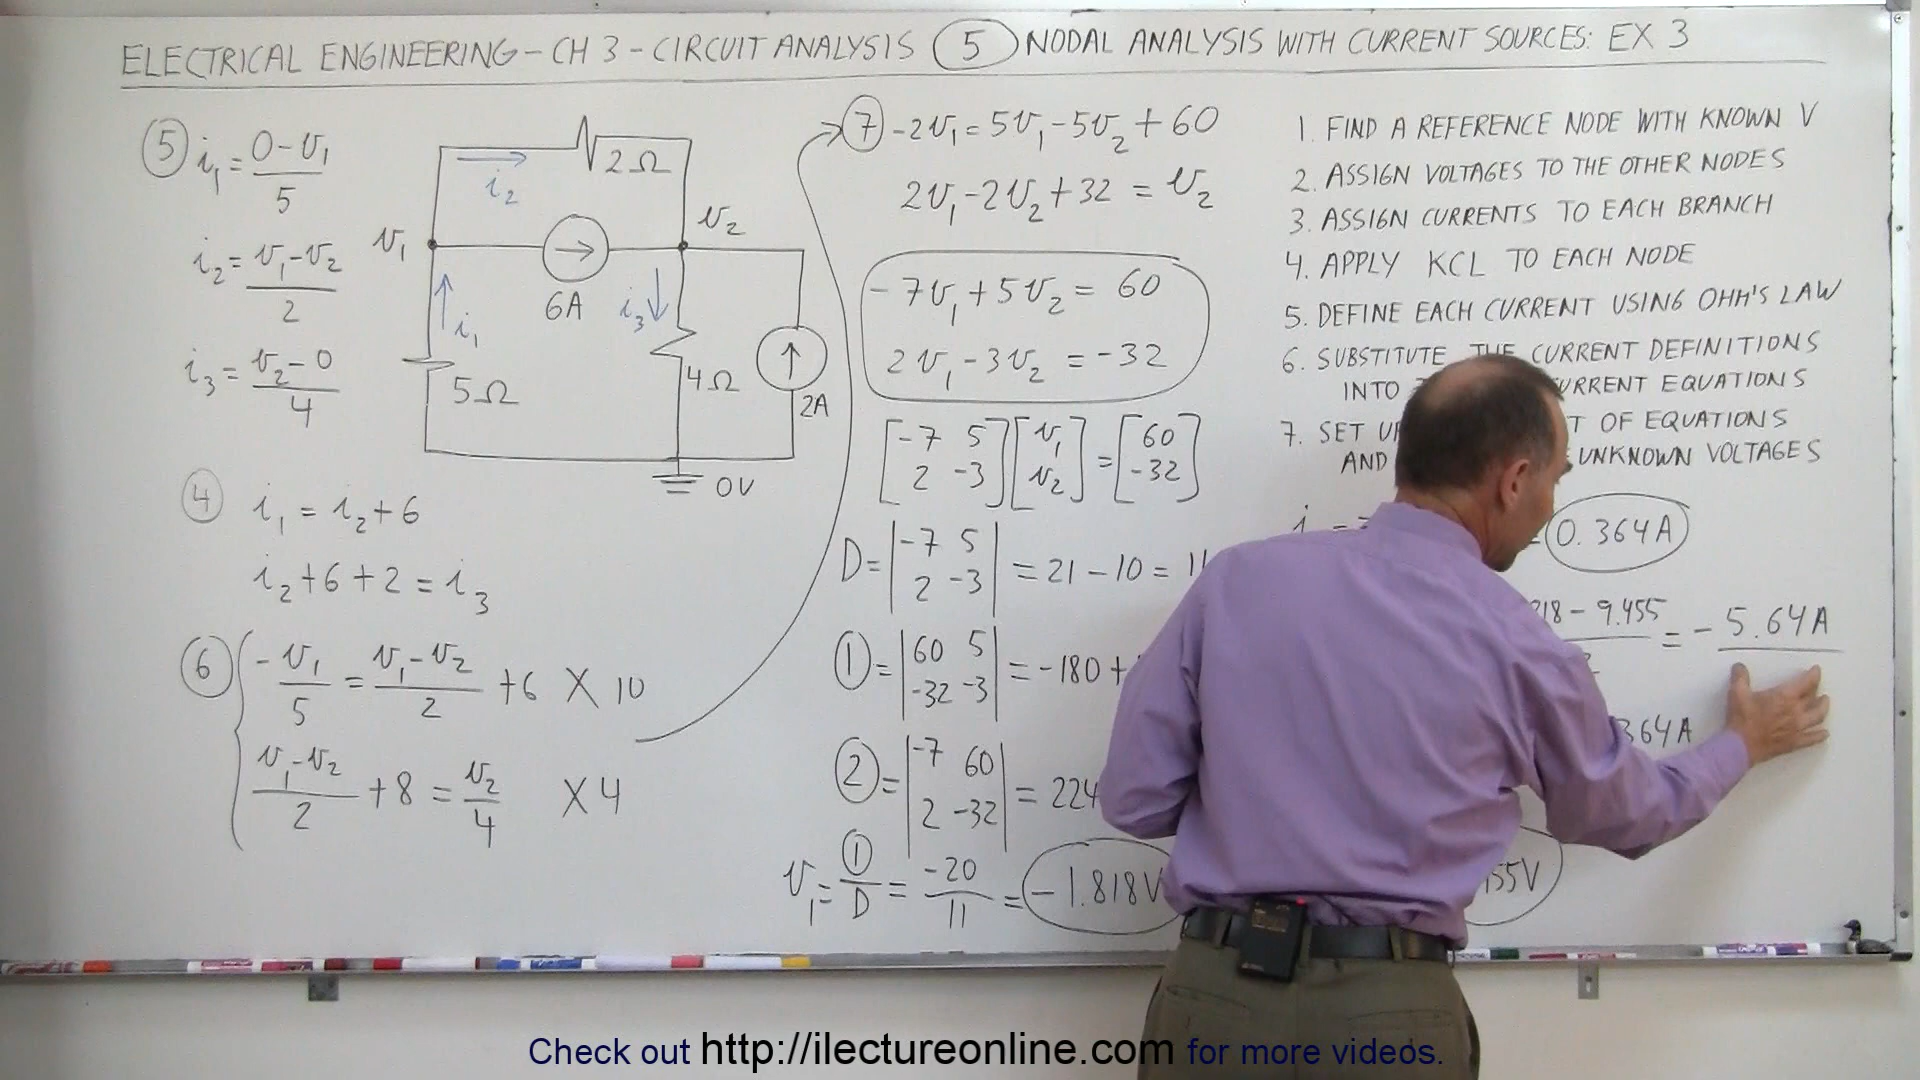 ELECTRICAL ENGINEERING - CH 3 - CIRCUIT ANALYSIS 5 NODAL ANALYSIS WITH CURRENT SOURCES: EX 3
5 i₁ = (0 - v₁)/5
i₂ = (v₁ - v₂)/2
i₃ = (v₂ - 0)/4
i₂
2Ω
v₁
v₂
6A
i₁
i₃
5Ω
4Ω
2A
0V
4 i₁ = i₂ + 6
i₂ + 6 + 2 = i₃
6 -v₁/5 = (v₁ - v₂)/2 + 6 X 10
(v₁ - v₂)/2 + 8 = v₂/4 X 4
7 -2v₁ = 5v₁ - 5v₂ + 60
2v₁ - 2v₂ + 32 = v₂
-7v₁ + 5v₂ = 60
2v₁ - 3v₂ = -32
[-7 5] [v₁] = [60]
[2 -3] [v₂] [-32]
D = |-7 5| = 21 - 10 = 11
|2 -3|
1 = |60 5| = -180 +
|-32 -3|
2 = |-7 60| = 224
|2 -32|
v₁ = 1/D = -20/11 = -1.818V
55V
1. FIND A REFERENCE NODE WITH KNOWN V
2. ASSIGN VOLTAGES TO THE OTHER NODES
3. ASSIGN CURRENTS TO EACH BRANCH
4. APPLY KCL TO EACH NODE
5. DEFINE EACH CURRENT USING OHH'S LAW
6. SUBSTITUTE THE CURRENT DEFINITIONS
INTO URRENT EQUATIONS
7. SET UP T OF EQUATIONS
AND UNKNOWN VOLTAGES
= 0.364A
818 - 9.455 = -5.64A
364A
Check out http://ilectureonline.com for more videos.